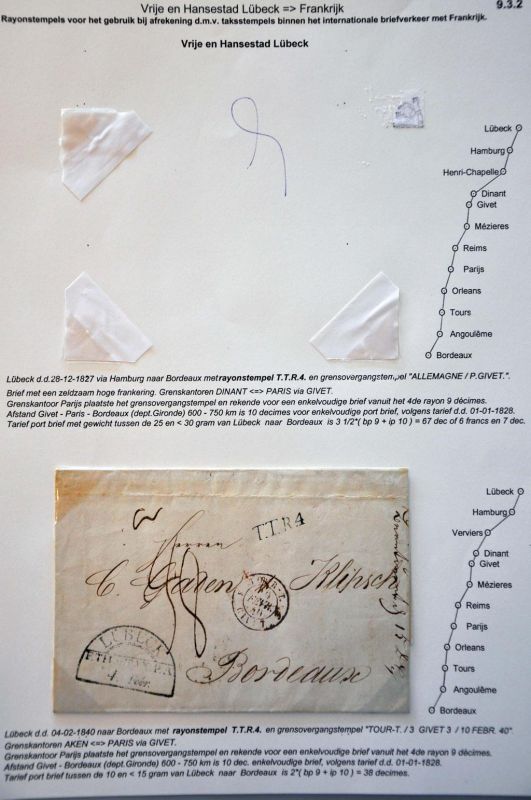 Vrije en Hansestad Lübeck => Frankrijk
9.3.2
Rayonstempels voor het gebruik bij afrekening d.m.v. taksstempels binnen het internationale briefverkeer met Frankrijk.
Vrije en Hansestad Lübeck
Lübeck
Hamburg
Henri-Chapelle
Dinant
Givet
Mézieres
Reims
Parijs
Orleans
Tours
Angoulême
Bordeaux
Lübeck d.d.28-12-1827 via Hamburg naar Bordeaux met rayonstempel T.T.R.4. en grensovergangstempel "ALLEMAGNE / P.GIVET.".
Brief met een zeldzaam hoge frankering. Grenskantoren DINANT <=> PARIS via GIVET.
Grenskantoor Parijs plaatste het grensovergangstempel en rekende voor een enkelvoudige brief vanuit het 4de rayon 9 décimes.
Afstand Givet - Paris - Bordeaux (dept.Gironde) 600 - 750 km is 10 decimes voor enkelvoudige port brief, volgens tarief d.d. 01-01-1828.
Tarief port brief met gewicht tussen de 25 en < 30 gram van Lübeck naar Bordeaux is 3 1/2*( bp 9 + ip 10 ) = 67 dec of 6 francs en 7 dec.
Lübeck
Hamburg
Verviers
Dinant
Givet
Mézieres
Reims
Parijs
Orleans
Tours
Angoulême
Bordeaux
T.T.R.4
Herren
Klipsch
38
LÜBECK
Bordeaux
Lübeck d.d. 04-02-1840 naar Bordeaux met rayonstempel T.T.R.4. en grensovergangstempel "TOUR-T. / 3 GIVET 3 / 10 FEBR. 40".
Grenskantoren AKEN <=> PARIS via GIVET.
Grenskantoor Parijs plaatste het grensovergangstempel en rekende voor een enkelvoudige brief vanuit het 4de rayon 9 décimes.
Afstand Givet - Bordeaux (dept.Gironde) 600 - 750 km is 10 dec. enkelvoudige brief, volgens tarief d.d. 01-01-1828.
Tarief port brief tussen de 10 en < 15 gram van Lübeck naar Bordeaux is 2*( bp 9 + ip 10 ) = 38 decimes.